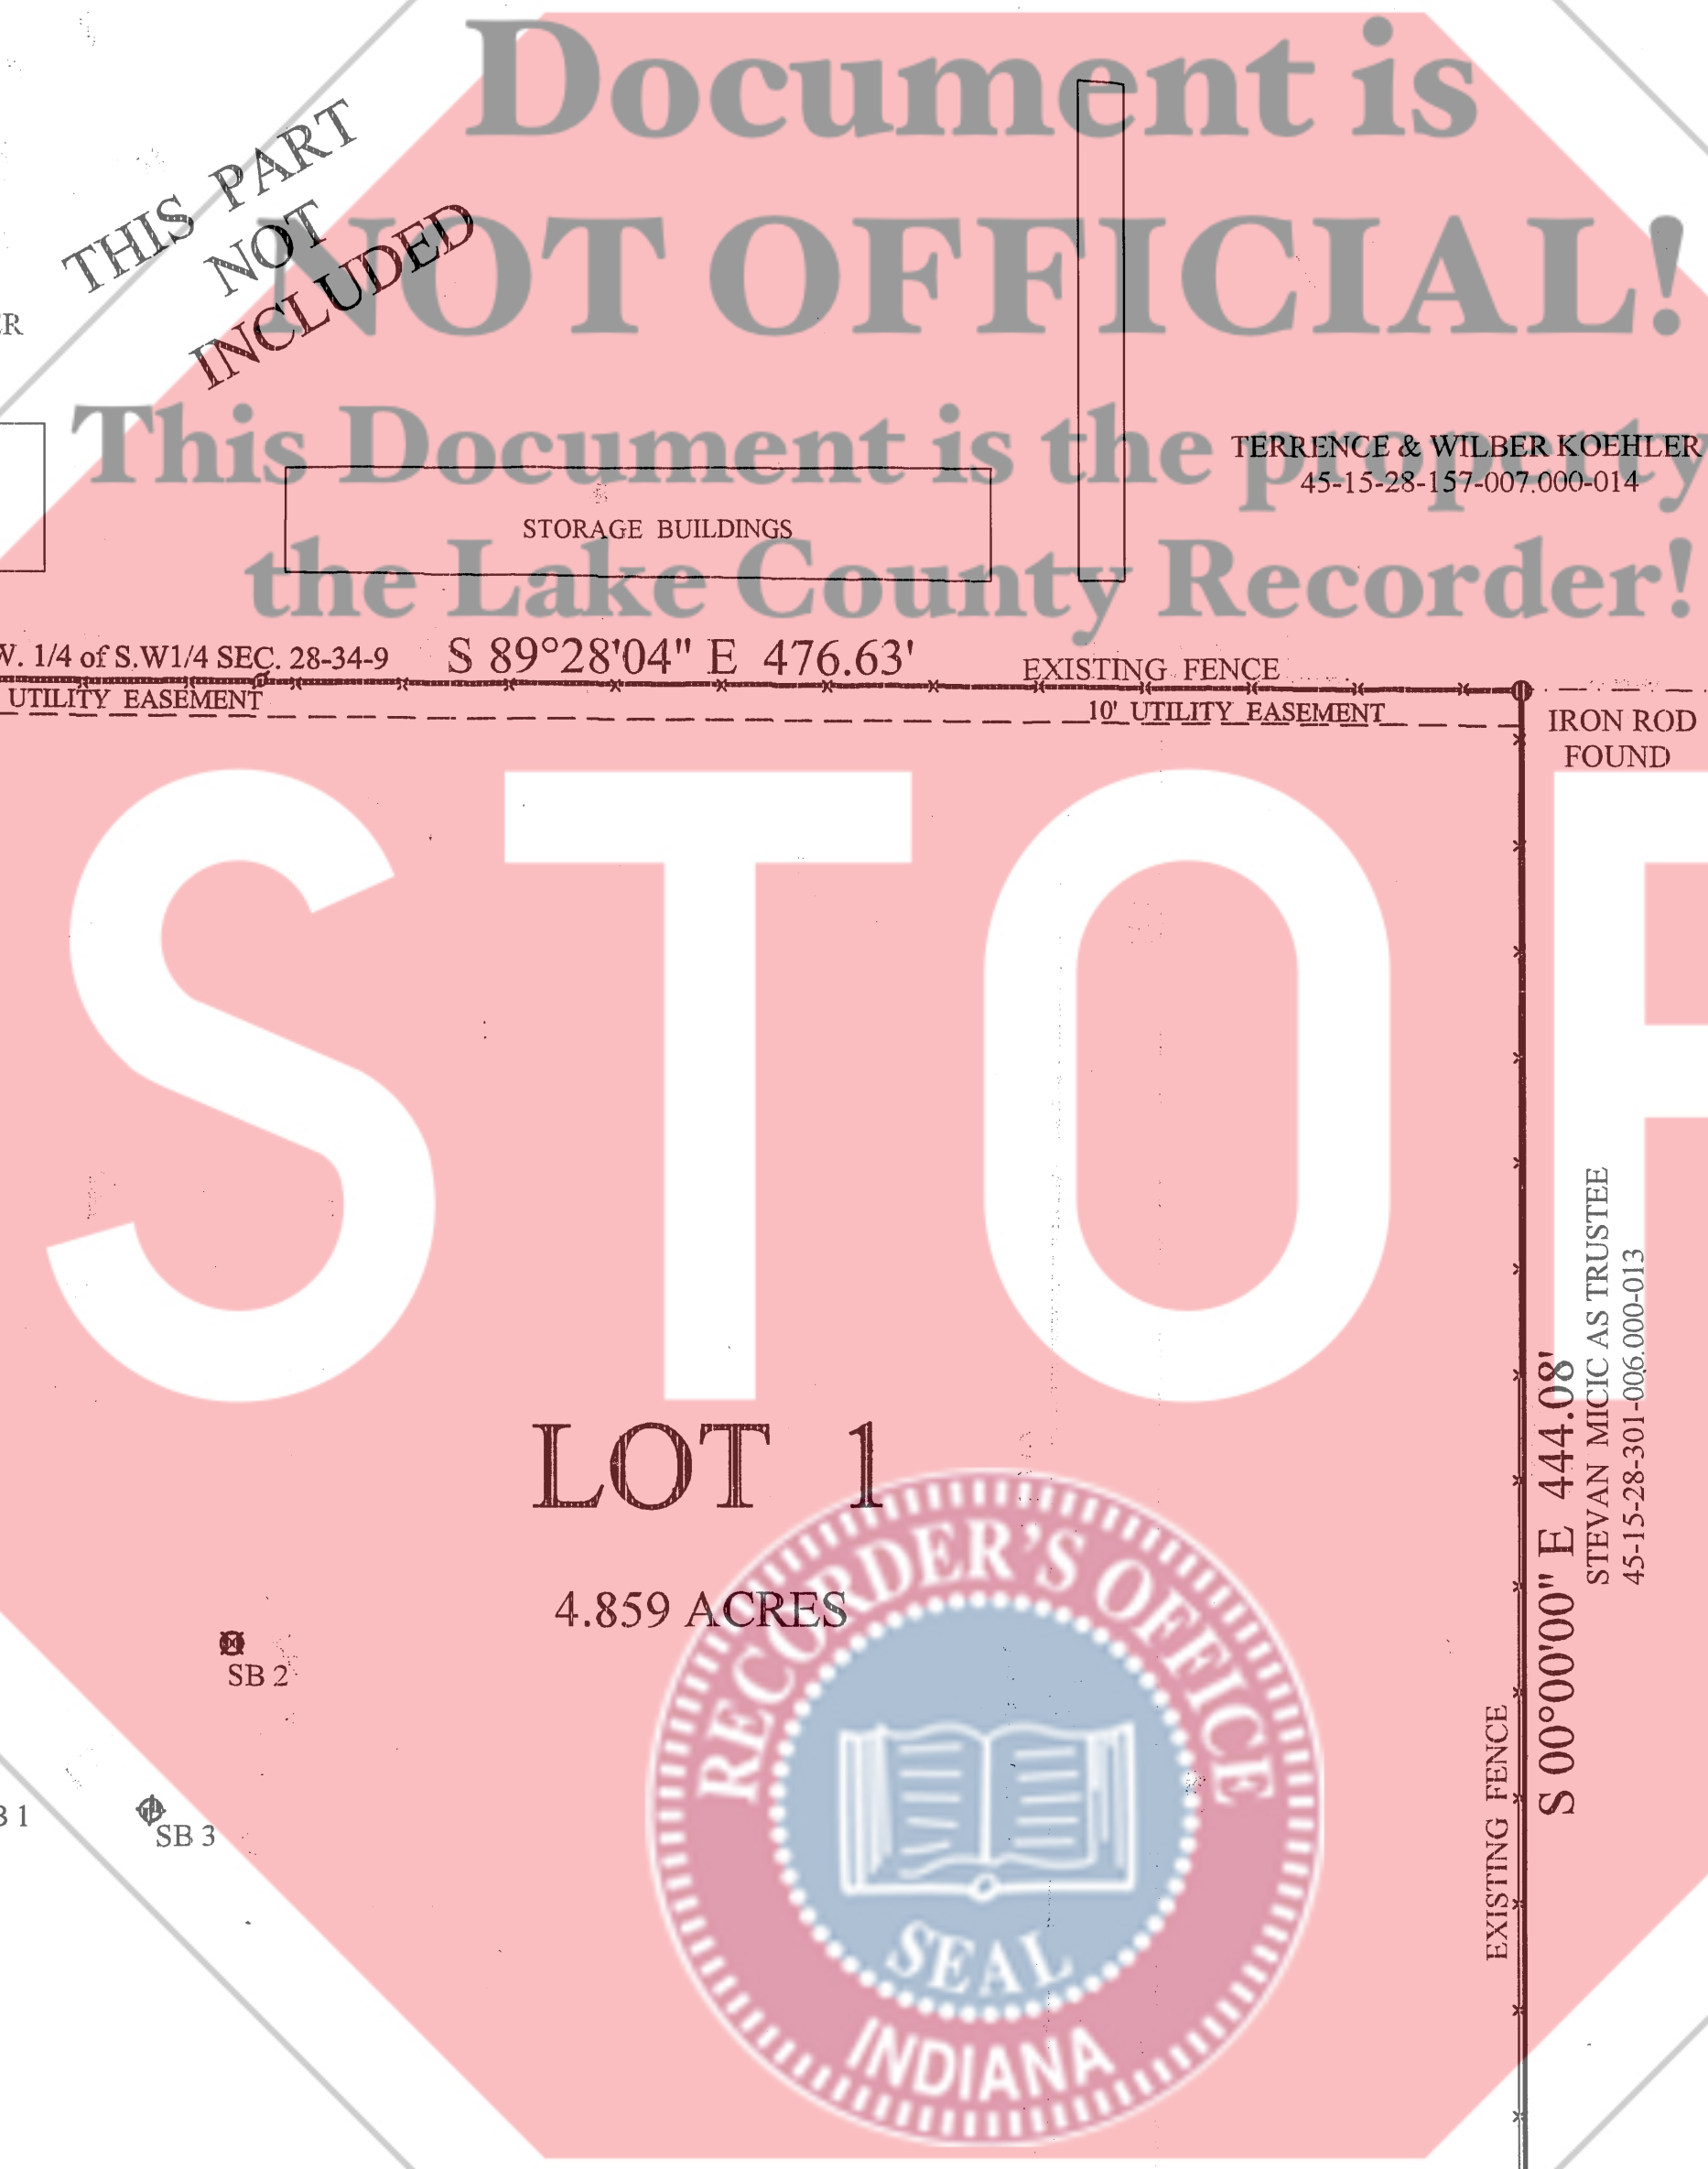 Document is
THIS PART
NOT
INCLUDED
NOT OFFICIAL!
This Document is the property
TERRENCE & WILBER KOEHLER
45-15-28-157-007.000-014
STORAGE BUILDINGS
the Lake County Recorder!
1/4 of S.W1/4 SEC. 28-34-9
S 89°28'04" E 476.63'
EXISTING FENCE
UTILITY EASEMENT
10' UTILITY EASEMENT
IRON ROD
FOUND
STOP
LOT 1
4.859 ACRES
SB 2
SB 3
S 00°00'00" E 444.08'
STEVAN MICIC AS TRUSTEE
45-15-28-301-006.000-013
EXISTING FENCE
RECORDER'S OFFICE
SEAL
INDIANA